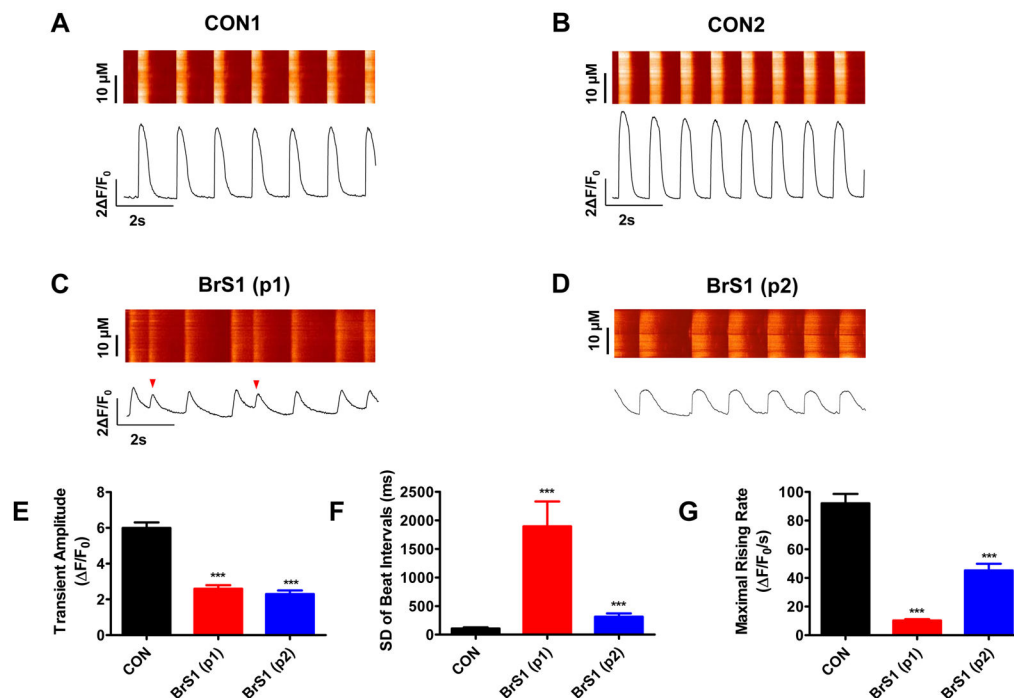 A
CON1
10 µM
2ΔF/F0
2s
B
CON2
10 µM
2ΔF/F0
2s
C
BrS1 (p1)
10 µM
2ΔF/F0
2s
D
BrS1 (p2)
10 µM
E
Transient Amplitude
(ΔF/F0)
8
6
4
2
0
***
***
CON
BrS1 (p1)
BrS1 (p2)
F
SD of Beat Intervals (ms)
2500
2000
1500
1000
500
0
***
***
CON
BrS1 (p1)
BrS1 (p2)
G
Maximal Rising Rate
(ΔF/F0/s)
100
80
60
40
20
0
***
***
CON
BrS1 (p1)
BrS1 (p2)